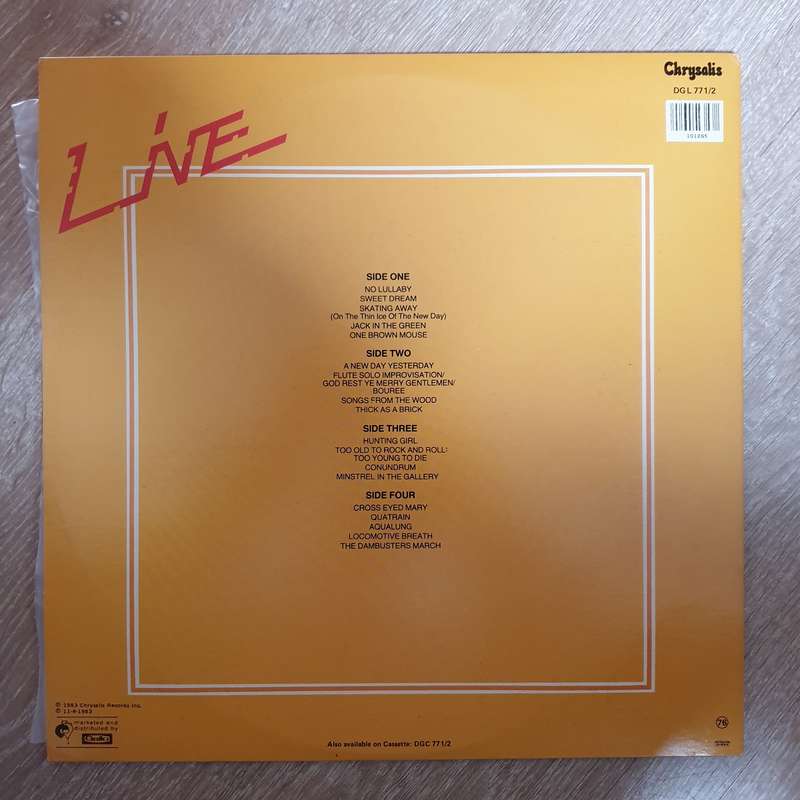 Chrysalis
DGL 771/2
LIVE
SIDE ONE
NO LULLABY
SWEET DREAM
SKATING AWAY
(On The Thin Ice Of The New Day)
JACK IN THE GREEN
ONE BROWN MOUSE
SIDE TWO
A NEW DAY YESTERDAY
FLUTE SOLO IMPROVISATION/
GOD REST YE MERRY GENTLEMEN/
BOUREE
SONGS FROM THE WOOD
THICK AS A BRICK
SIDE THREE
HUNTING GIRL
TOO OLD TO ROCK AND ROLL:
TOO YOUNG TO DIE
CONUNDRUM
MINSTREL IN THE GALLERY
SIDE FOUR
CROSS EYED MARY
QUATRAIN
AQUALUNG
LOCOMOTIVE BREATH
THE DAMBUSTERS MARCH
℗ 1983 Chrysalis Records Inc.
marketed and
distributed by
76
Also available on Cassette: DGC 771/2